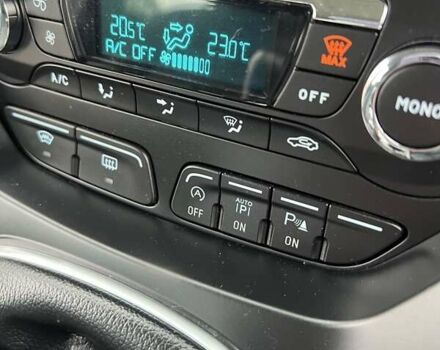 20.5°C 23.0°C
A/C OFF
MAX
A/C
OFF
MONO
A
OFF
AUTO
P
ON
P
ON